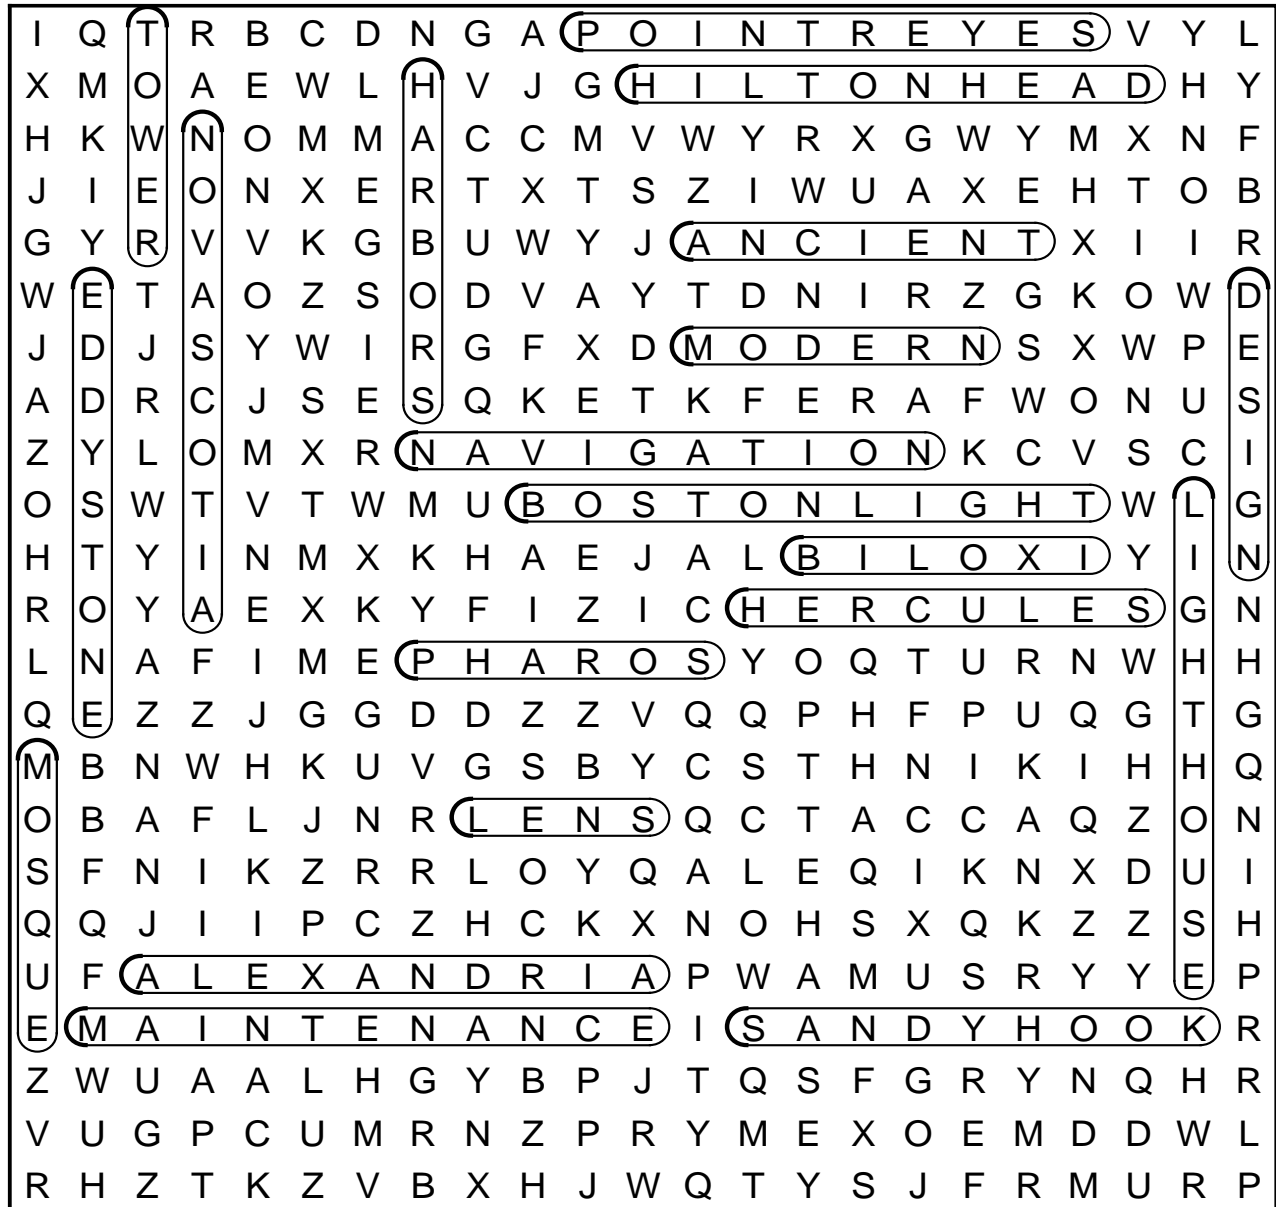 I Q T R B C D N G A P O I N T R E Y E S V Y L
X M O A E W L H V J G H I L T O N H E A D H Y
H K W N O M M A C C M V W Y R X G W Y M X N F
J I E O N X E R T X T S Z I W U A X E H T O B
G Y R V V K G B U W Y J A N C I E N T X I I R
W E T A O Z S O D V A Y T D N I R Z G K O W D
J D J S Y W I R G F X D M O D E R N S X W P E
A D R C J S E S Q K E T K F E R A F W O N U S
Z Y L O M X R N A V I G A T I O N K C V S C I
O S W T V T W M U B O S T O N L I G H T W L G
H T Y I N M X K H A E J A L B I L O X I Y I N
R O Y A E X K Y F I Z I C H E R C U L E S G N
L N A F I M E P H A R O S Y O Q T U R N W H H
Q E Z Z J G G D D Z Z V Q Q P H F P U Q G T G
M B N W H K U V G S B Y C S T H N I K I H H Q
O B A F L J N R L E N S Q C T A C C A Q Z O N
S F N I K Z R R L O Y Q A L E Q I K N X D U I
Q Q J I I P C Z H C K X N O H S X Q K Z Z S H
U F A L E X A N D R I A P W A M U S R Y Y E P
E M A I N T E N A N C E I S A N D Y H O O K R
Z W U A A L H G Y B P J T Q S F G R Y N Q H R
V U G P C U M R N Z P R Y M E X O E M D D W L
R H Z T K Z V B X H J W Q T Y S J F R M U R P